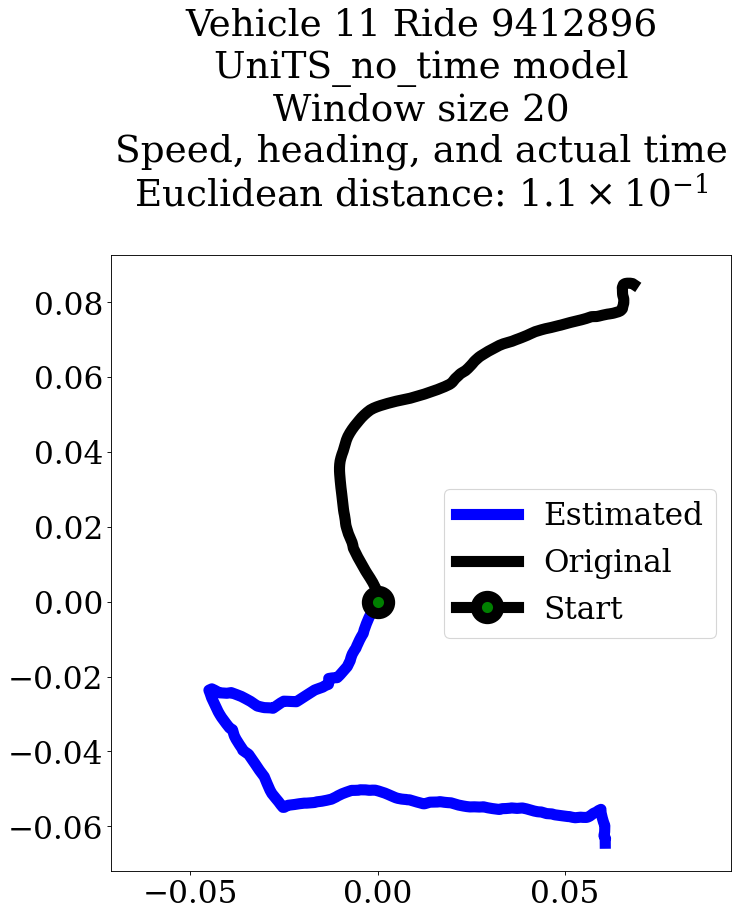 Vehicle 11 Ride 9412896
UniTS_no_time model
Window size 20
Speed, heading, and actual time
Euclidean distance: 1.1 × 10⁻¹
0.08
0.06
0.04
0.02
0.00
−0.02
−0.04
−0.06
Estimated
Original
Start
−0.05 0.00 0.05